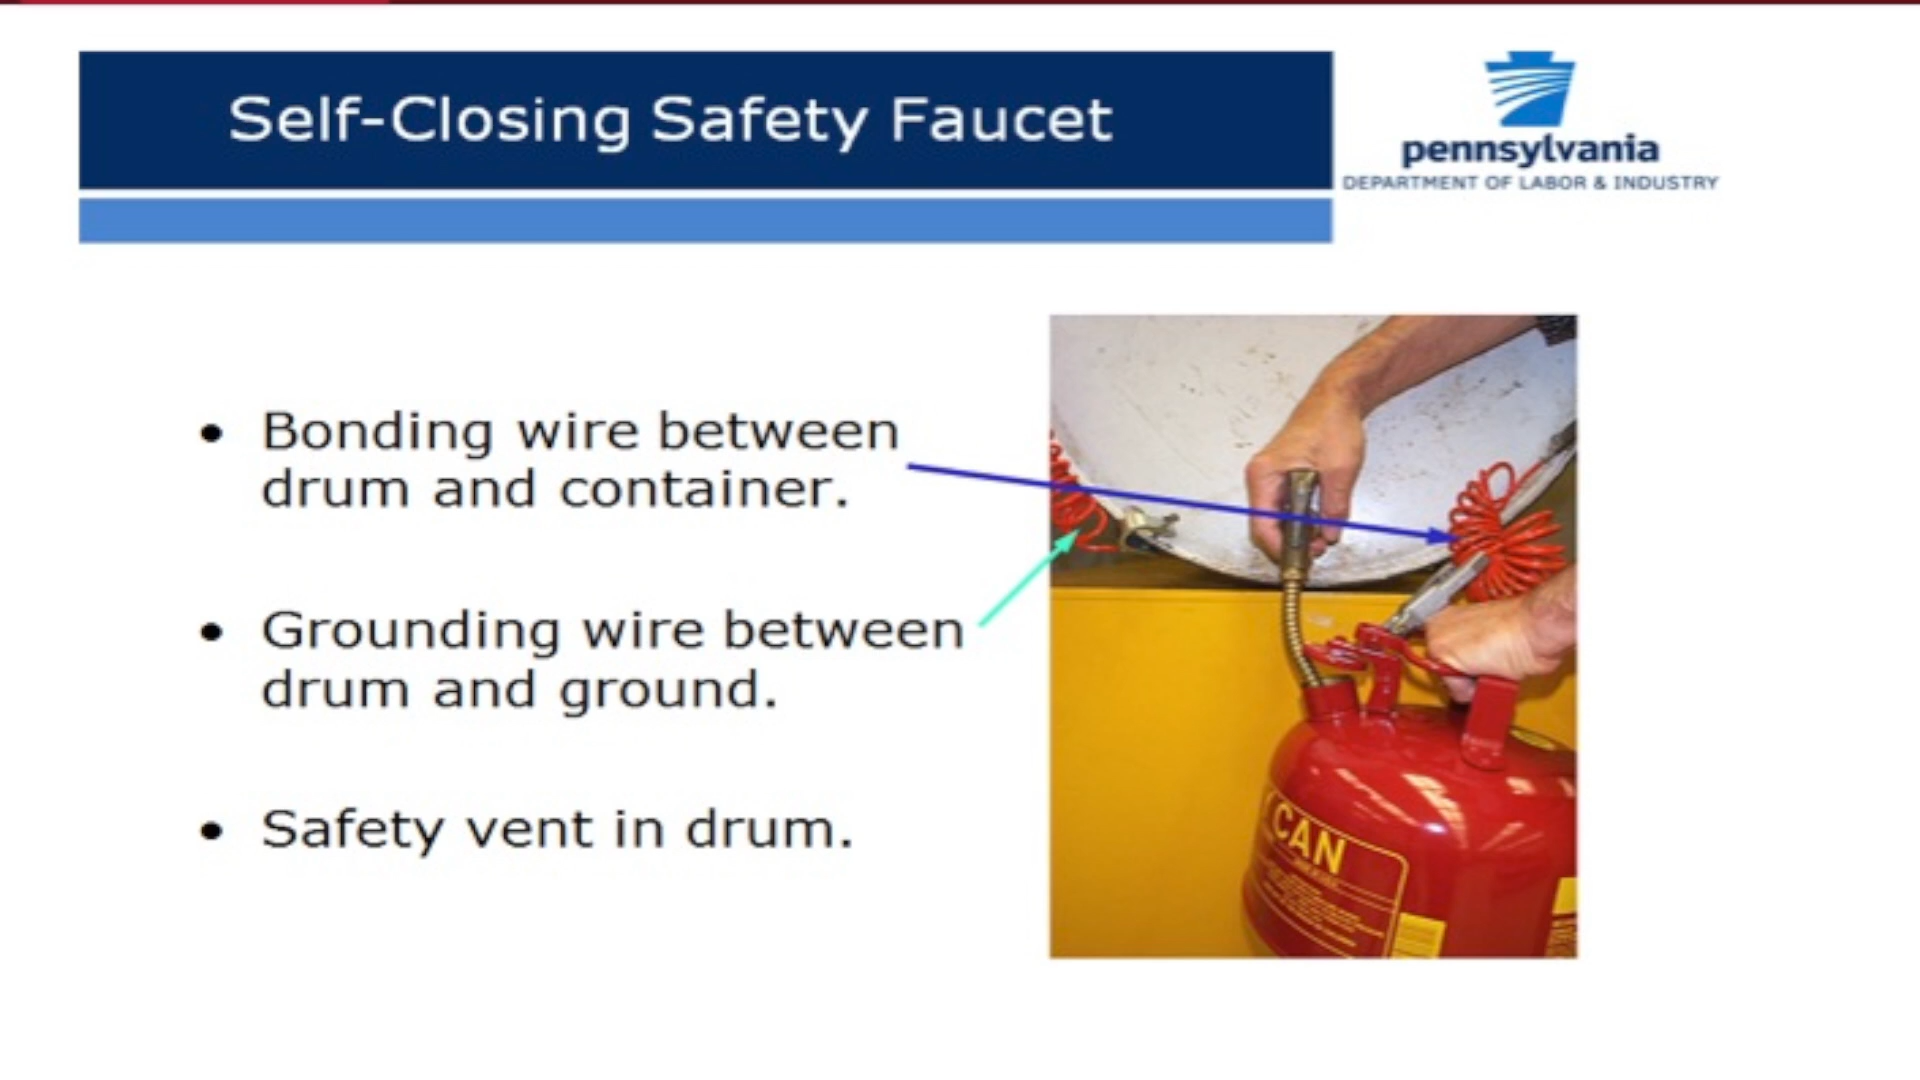 Self-Closing Safety Faucet
pennsylvania
DEPARTMENT OF LABOR & INDUSTRY
• Bonding wire between
drum and container.
• Grounding wire between
drum and ground.
• Safety vent in drum.
CAN